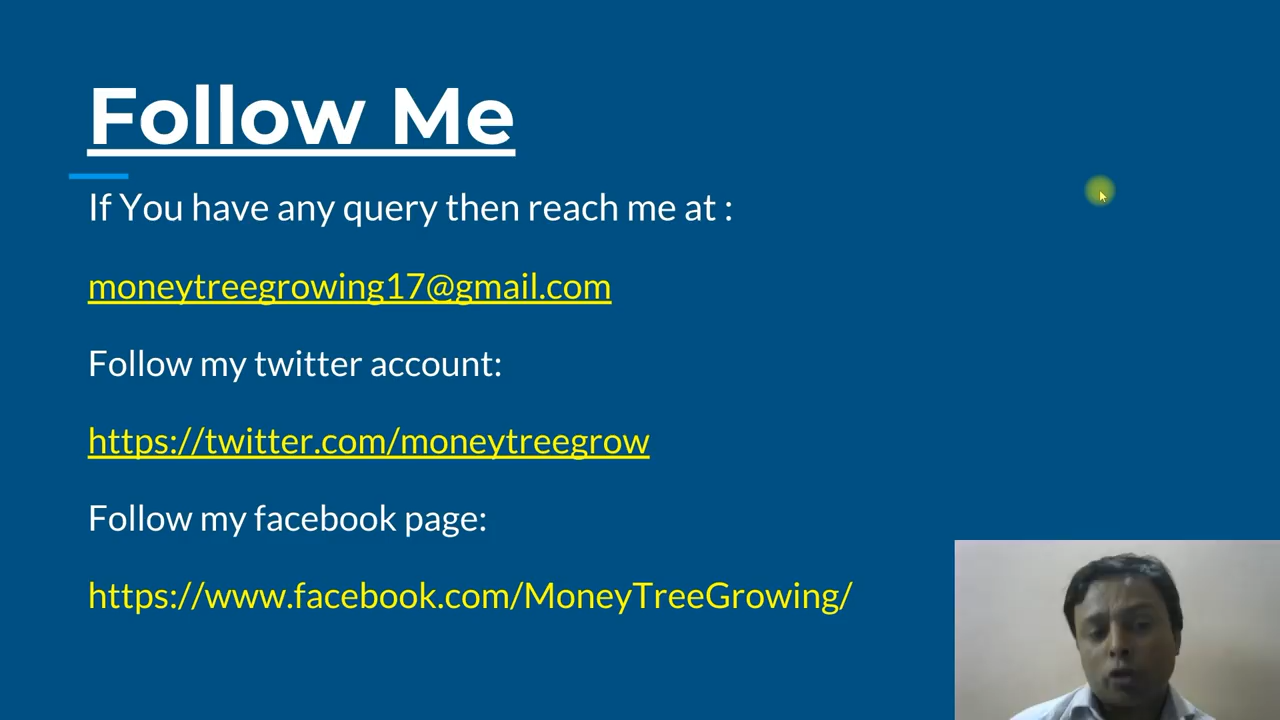 Follow Me
If You have any query then reach me at :
moneytreegrowing17@gmail.com
Follow my twitter account:
https://twitter.com/moneytreegrow
Follow my facebook page:
https://www.facebook.com/MoneyTreeGrowing/